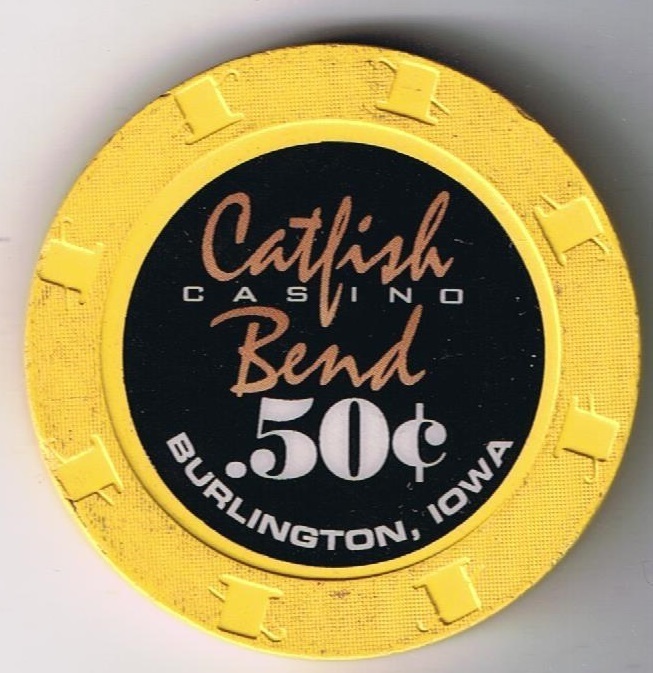 Catfish
CASINO
Bend
.50¢
BURLINGTON, IOWA